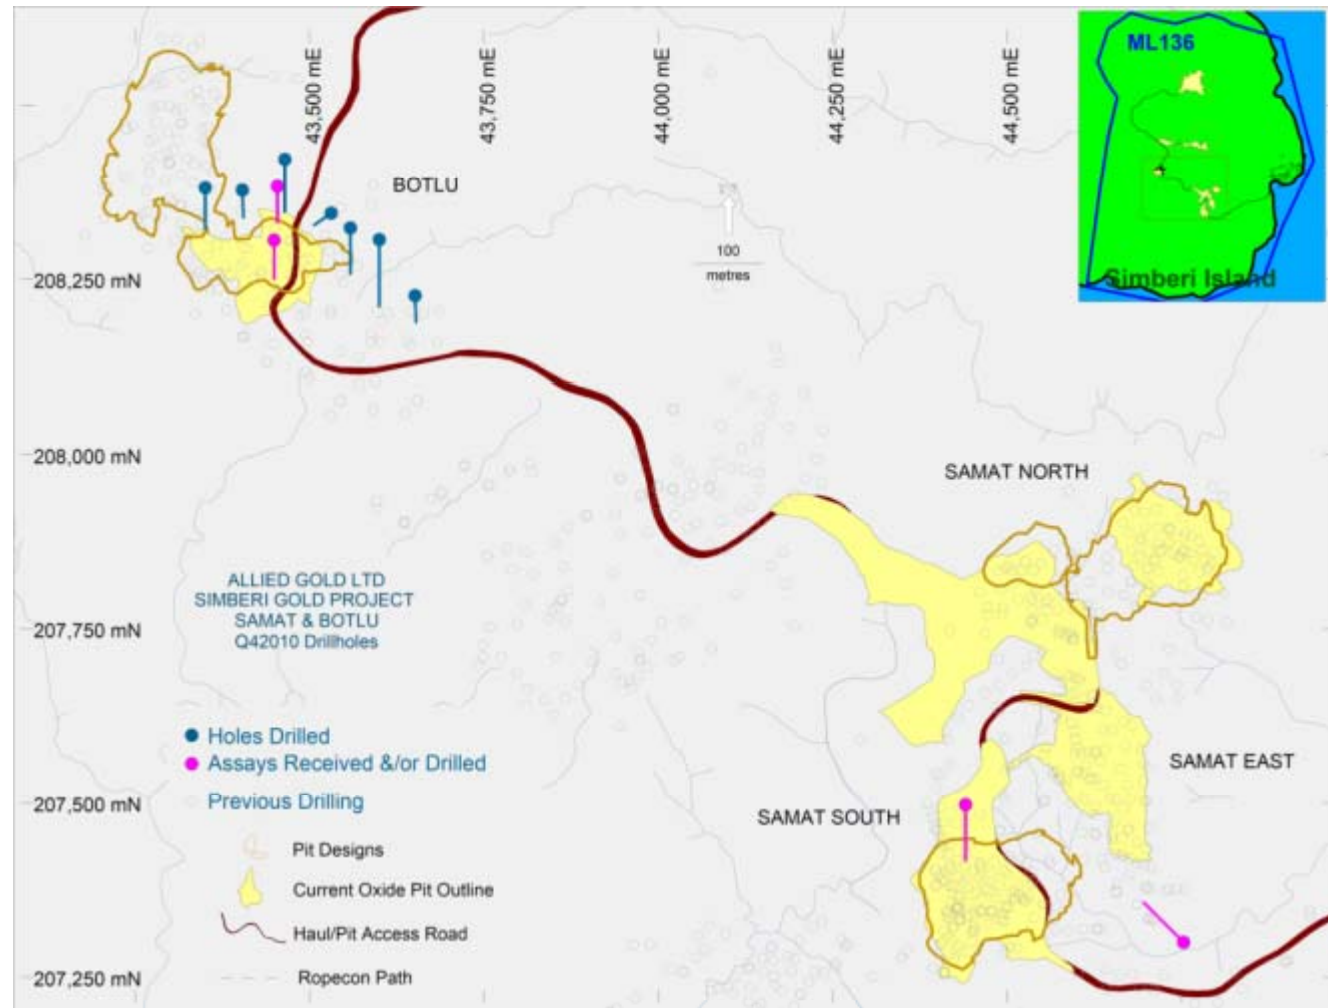 ML136
Simberi Island
43,500 mE
43,750 mE
44,000 mE
44,250 mE
44,500 mE
BOTLU
100
metres
208,250 mN
208,000 mN
SAMAT NORTH
ALLIED GOLD LTD
SIMBERI GOLD PROJECT
SAMAT & BOTLU
Q42010 Drillholes
207,750 mN
Holes Drilled
Assays Received &/or Drilled
SAMAT EAST
Previous Drilling
207,500 mN
SAMAT SOUTH
Pit Designs
Current Oxide Pit Outline
Haul/Pit Access Road
Ropecon Path
207,250 mN